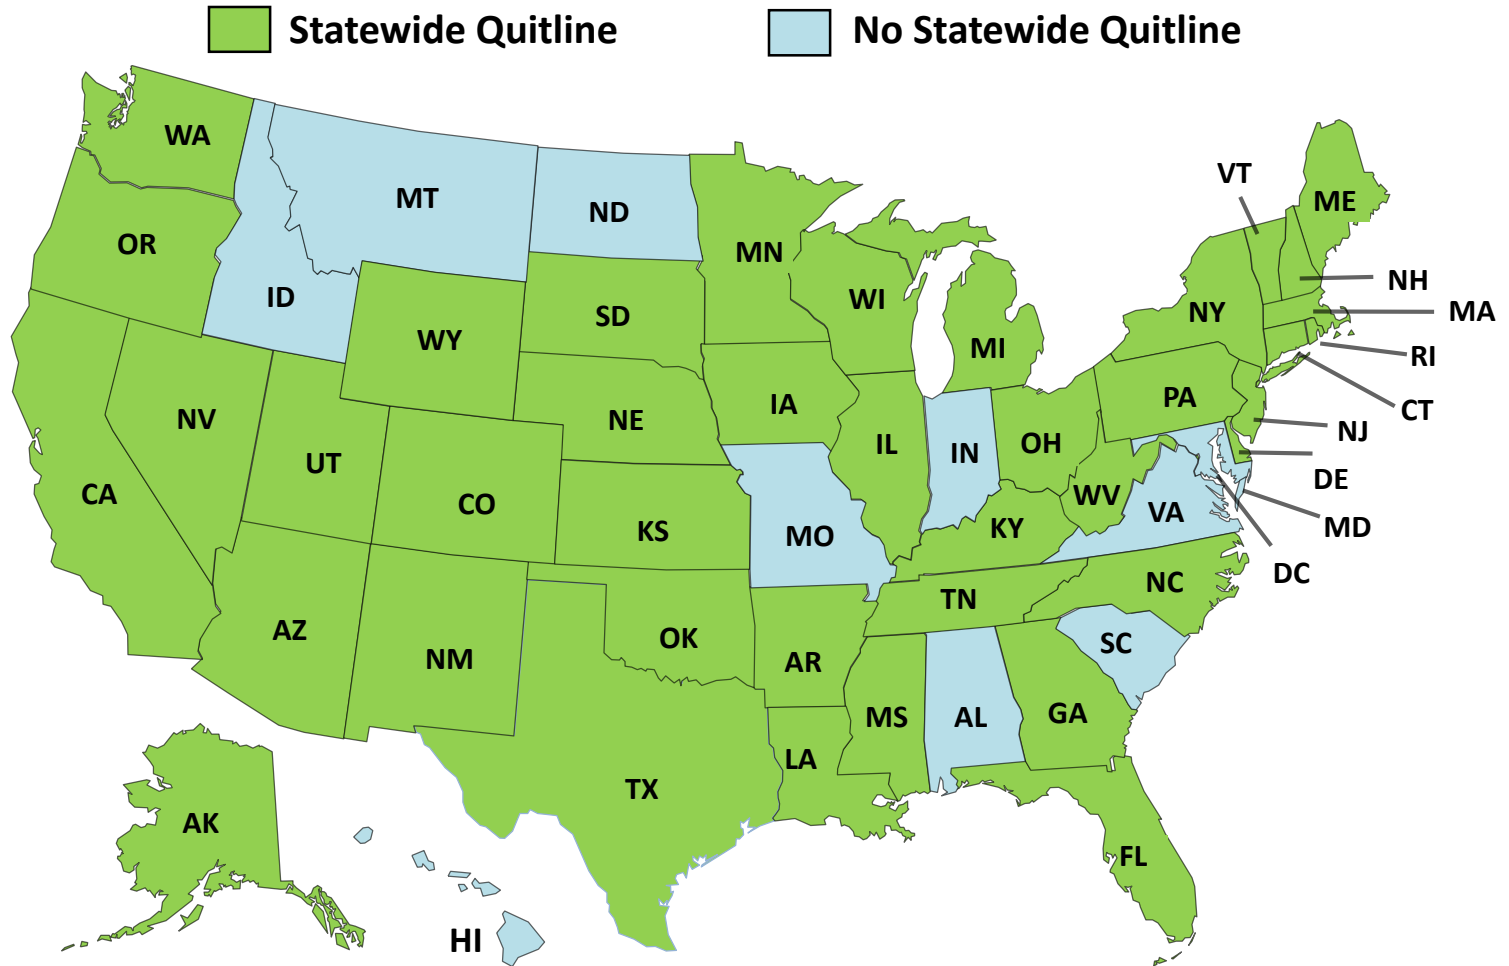 Statewide Quitline
No Statewide Quitline
WA
MT
ND
OR
ID
MN
VT
ME
WY
SD
WI
MI
NY
NH
MA
RI
CT
NV
NE
IA
IL
IN
OH
PA
NJ
DE
MD
DC
CA
UT
CO
KS
MO
KY
WV
VA
AZ
NM
OK
AR
TN
NC
SC
MS
AL
GA
LA
TX
AK
FL
HI